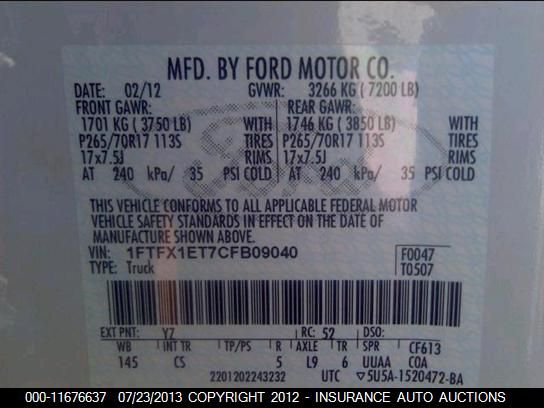 MFD. BY FORD MOTOR CO.
DATE: 02/12 GVWR: 3266 KG ( 7200 LB)
FRONT GAWR: REAR GAWR:
1701 KG ( 3750 LB) WITH 1746 KG ( 3850 LB) WITH
P265/70R17 113S TIRES P265/70R17 113S TIRES
17x7.5J RIMS 17x7.5J RIMS
AT 240 kPa/ 35 PSI COLD AT 240 kPa/ 35 PSI COLD
THIS VEHICLE CONFORMS TO ALL APPLICABLE FEDERAL MOTOR
VEHICLE SAFETY STANDARDS IN EFFECT ON THE DATE OF
MANUFACTURE SHOWN ABOVE.
VIN: 1FTFX1ET7CFB09040 F0047
TYPE: Truck T0507
EXT PNT: YZ RC: 52 DSO:
WB INT TR TP/PS R AXLE TR SPR CF613
145 CS 5 L9 6 UUAA COA
2201202243232 UTC 5U5A-1520472-BA
Ford
000-11676637 07/23/2013 COPYRIGHT 2012 - INSURANCE AUTO AUCTIONS